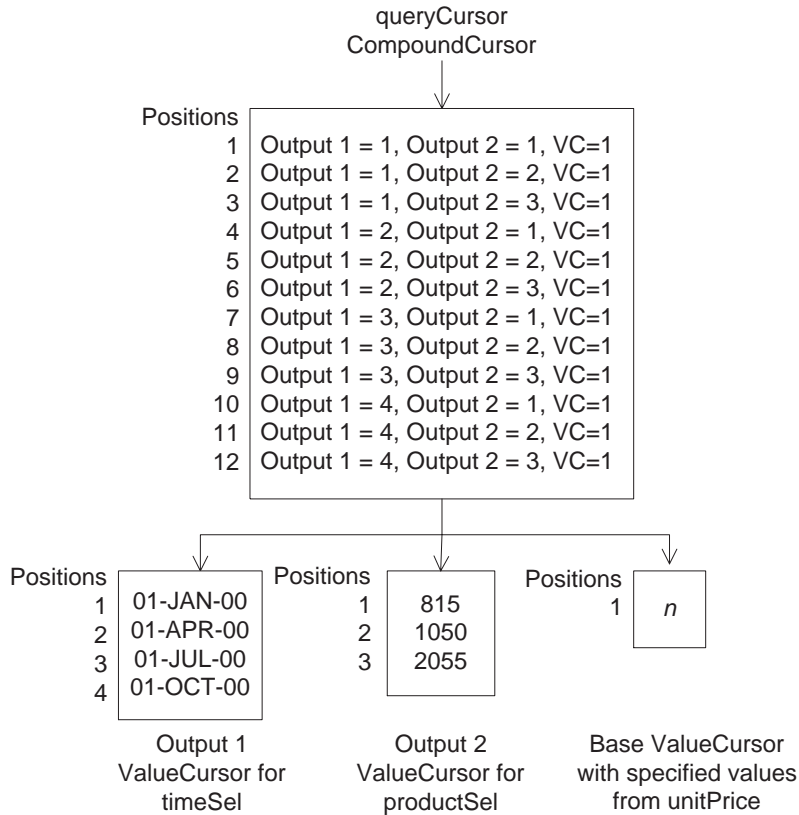 queryCursor
CompoundCursor
Positions
1 Output 1 = 1, Output 2 = 1, VC=1
2 Output 1 = 1, Output 2 = 2, VC=1
3 Output 1 = 1, Output 2 = 3, VC=1
4 Output 1 = 2, Output 2 = 1, VC=1
5 Output 1 = 2, Output 2 = 2, VC=1
6 Output 1 = 2, Output 2 = 3, VC=1
7 Output 1 = 3, Output 2 = 1, VC=1
8 Output 1 = 3, Output 2 = 2, VC=1
9 Output 1 = 3, Output 2 = 3, VC=1
10 Output 1 = 4, Output 2 = 1, VC=1
11 Output 1 = 4, Output 2 = 2, VC=1
12 Output 1 = 4, Output 2 = 3, VC=1
Positions
1 01-JAN-00
2 01-APR-00
3 01-JUL-00
4 01-OCT-00
Output 1
ValueCursor for
timeSel
Positions
1 815
2 1050
3 2055
Output 2
ValueCursor for
productSel
Positions
1 n
Base ValueCursor
with specified values
from unitPrice